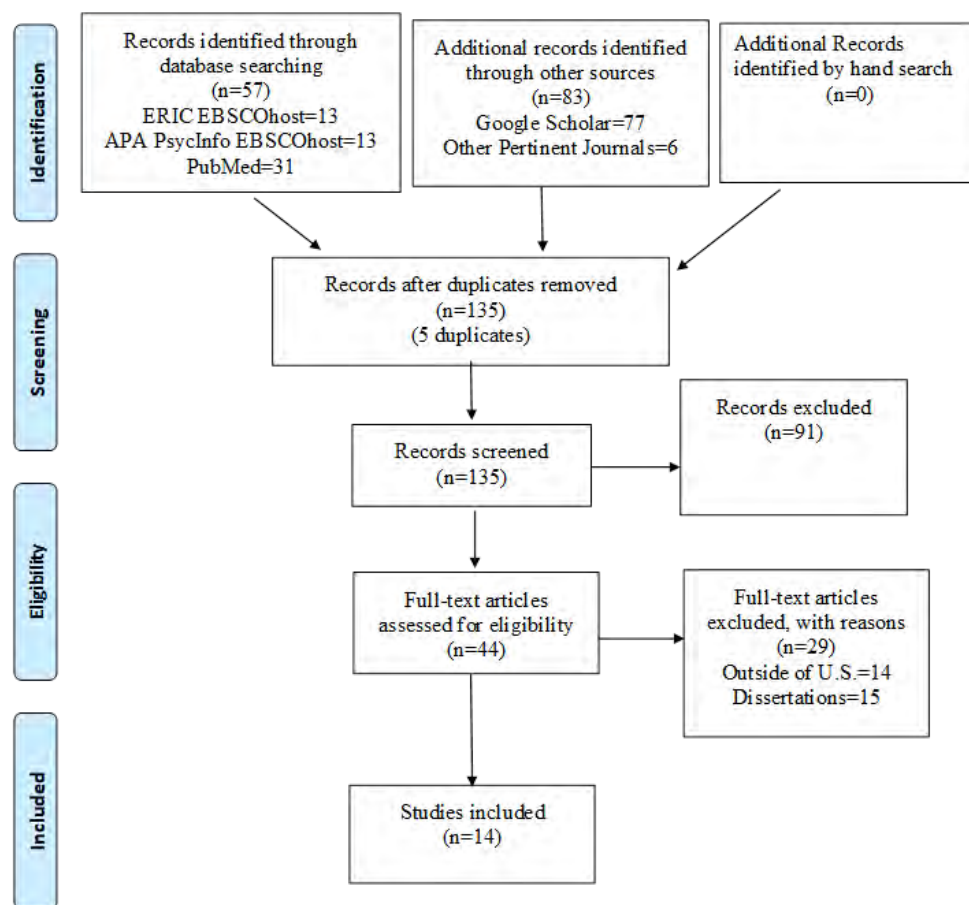 Identification
Records identified through
database searching
(n=57)
ERIC EBSCOhost=13
APA PsycInfo EBSCOhost=13
PubMed=31
Additional records identified
through other sources
(n=83)
Google Scholar=77
Other Pertinent Journals=6
Additional Records
identified by hand search
(n=0)
Screening
Records after duplicates removed
(n=135)
(5 duplicates)
Records screened
(n=135)
Records excluded
(n=91)
Eligibility
Full-text articles
assessed for eligibility
(n=44)
Full-text articles
excluded, with reasons
(n=29)
Outside of U.S.=14
Dissertations=15
Included
Studies included
(n=14)